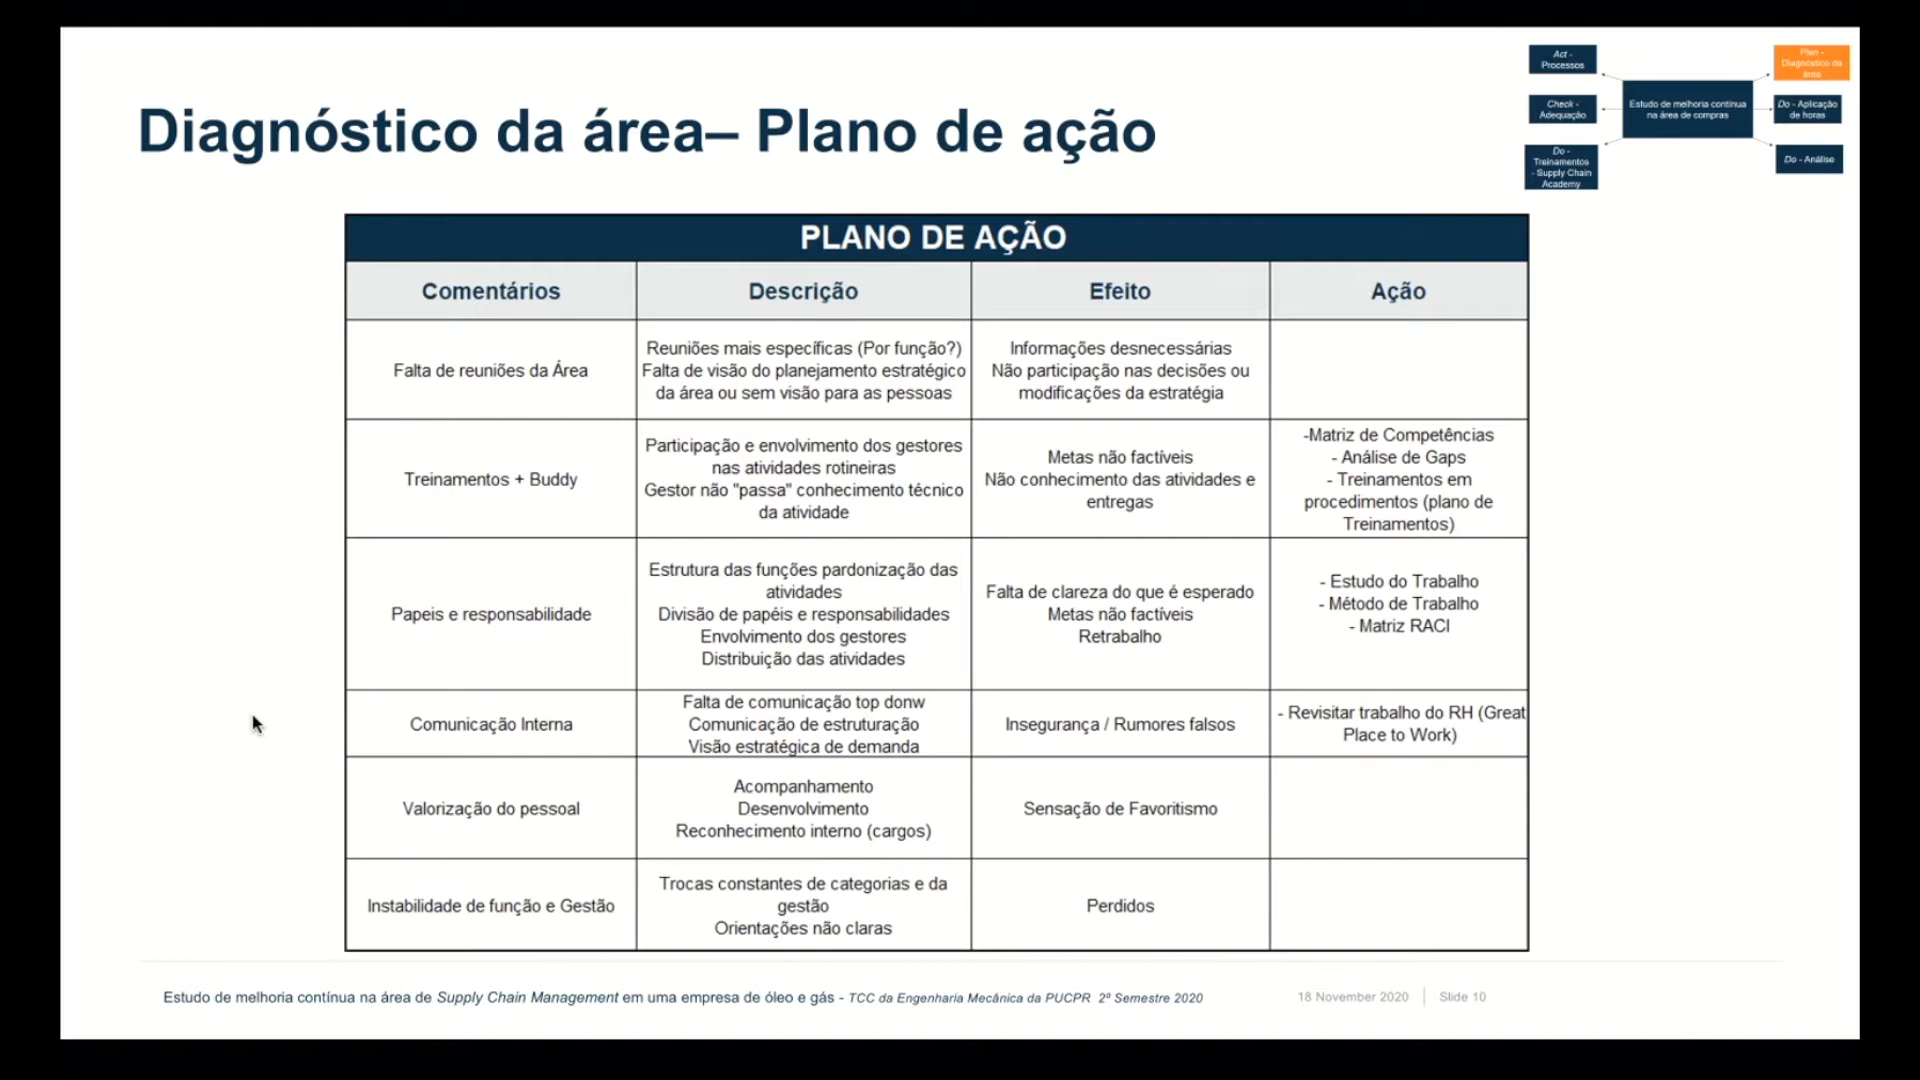 Diagnóstico da área– Plano de ação
Act -
Processos
Check -
Adequação
Do -
Treinamentos
- Supply Chain
Academy
Estudo de melhoria contínua
na área de compras
Plan -
Diagnóstico da
área
Do - Aplicação
de horas
Do - Análise
PLANO DE AÇÃO
Comentários
Descrição
Efeito
Ação
Falta de reuniões da Área
Reuniões mais específicas (Por função?)
Falta de visão do planejamento estratégico
da área ou sem visão para as pessoas
Informações desnecessárias
Não participação nas decisões ou
modificações da estratégia
Treinamentos + Buddy
Participação e envolvimento dos gestores
nas atividades rotineiras
Gestor não "passa" conhecimento técnico
da atividade
Metas não factíveis
Não conhecimento das atividades e
entregas
-Matriz de Competências
- Análise de Gaps
- Treinamentos em
procedimentos (plano de
Treinamentos)
Papeis e responsabilidade
Estrutura das funções pardonização das
atividades
Divisão de papéis e responsabilidades
Envolvimento dos gestores
Distribuição das atividades
Falta de clareza do que é esperado
Metas não factíveis
Retrabalho
- Estudo do Trabalho
- Método de Trabalho
- Matriz RACI
Comunicação Interna
Falta de comunicação top donw
Comunicação de estruturação
Visão estratégica de demanda
Insegurança / Rumores falsos
- Revisitar trabalho do RH (Great
Place to Work)
Valorização do pessoal
Acompanhamento
Desenvolvimento
Reconhecimento interno (cargos)
Sensação de Favoritismo
Instabilidade de função e Gestão
Trocas constantes de categorias e da
gestão
Orientações não claras
Perdidos
Estudo de melhoria contínua na área de Supply Chain Management em uma empresa de óleo e gás - TCC da Engenharia Mecânica da PUCPR 2º Semestre 2020
18 November 2020
Slide 10